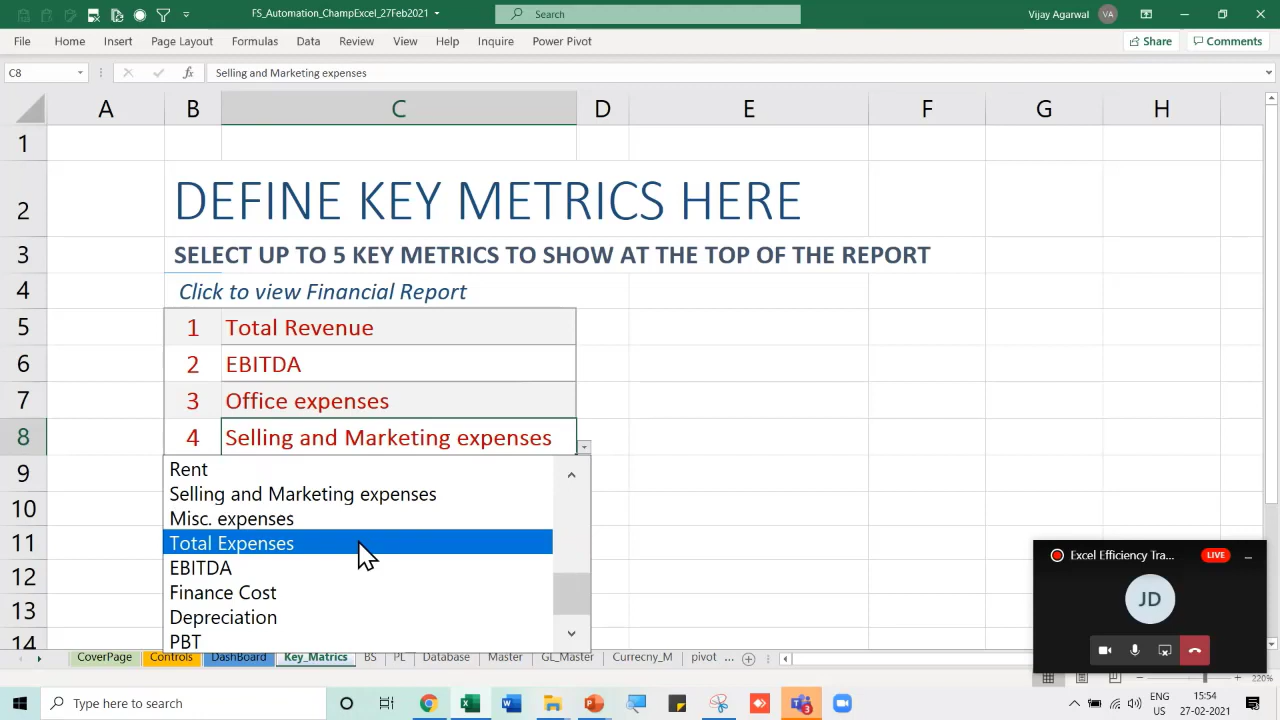 FS_Automation_ChampExcel_27Feb2021
Search
Vijay Agarwal VA
File Home Insert Page Layout Formulas Data Review View Help Inquire Power Pivot Share Comments
C8 fx Selling and Marketing expenses
A B C D E F G H
1
2 DEFINE KEY METRICS HERE
3 SELECT UP TO 5 KEY METRICS TO SHOW AT THE TOP OF THE REPORT
4 Click to view Financial Report
5 1 Total Revenue
6 2 EBITDA
7 3 Office expenses
8 4 Selling and Marketing expenses
9 Rent
Selling and Marketing expenses
10 Misc. expenses
11 Total Expenses
EBITDA
12 Finance Cost
13 Depreciation
14 PBT
Excel Efficiency Tra... LIVE
JD
CoverPage Controls DashBoard Key_Matrics BS PL Database Master GL_Master Currecny_M pivot ...
220%
Type here to search
3
ENG
US
15:54
27-02-2021